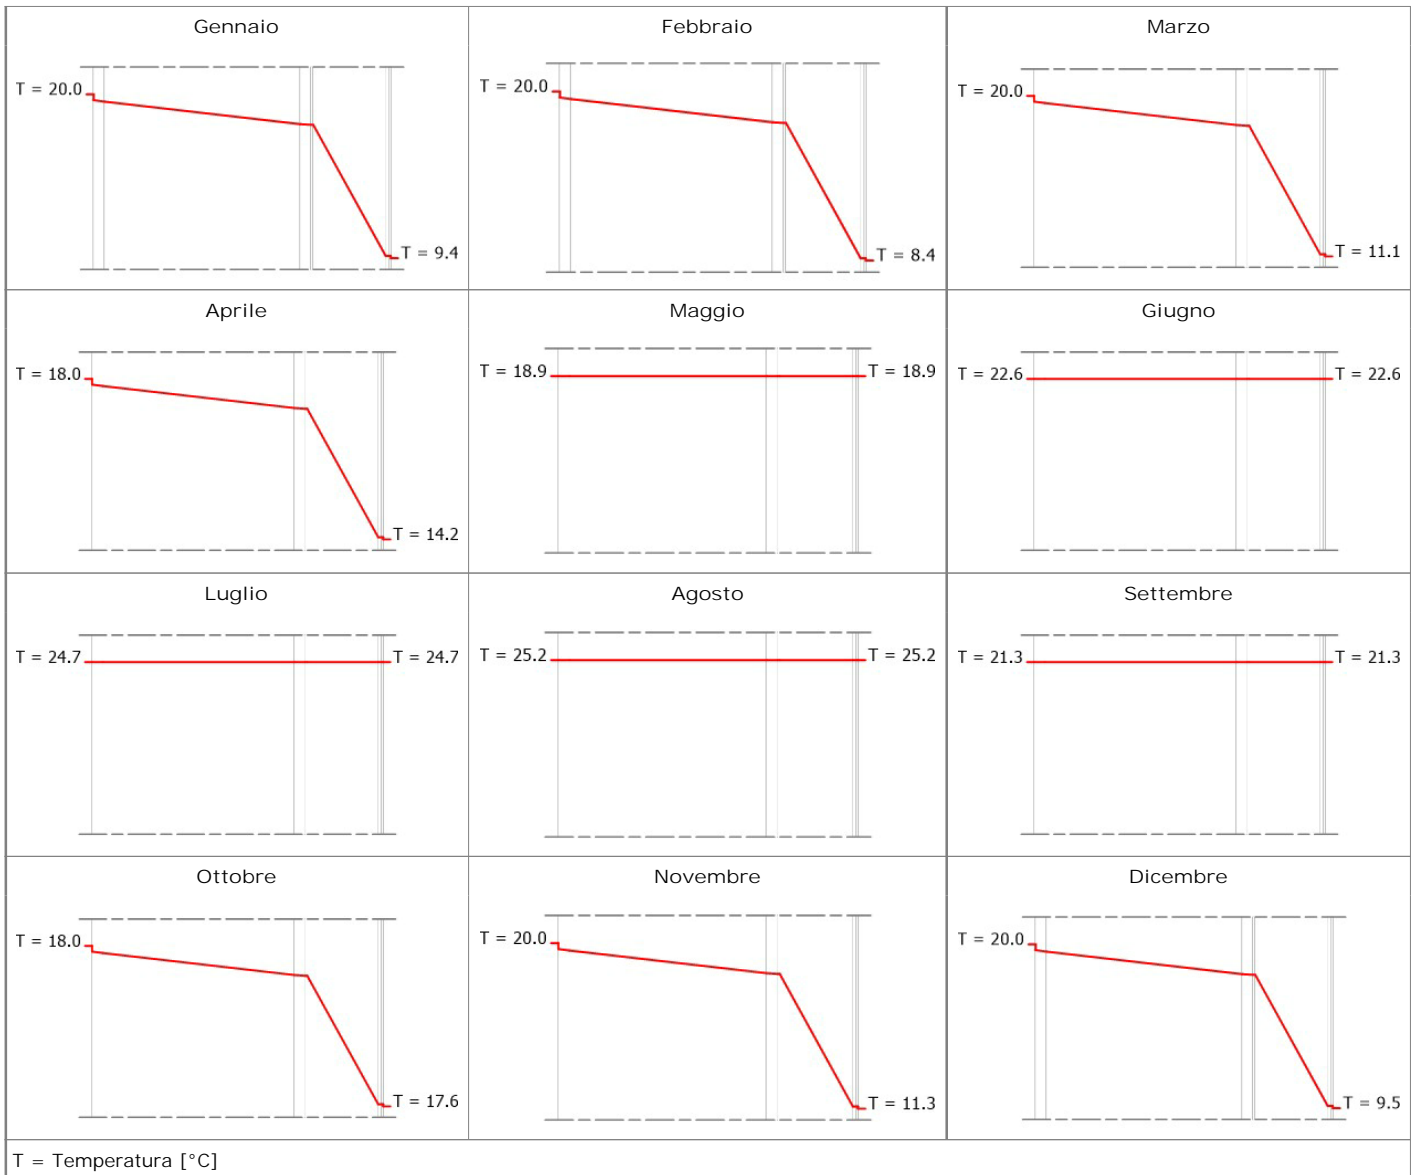 Gennaio
T = 20.0
T = 9.4
Febbraio
T = 20.0
T = 8.4
Marzo
T = 20.0
T = 11.1
Aprile
T = 18.0
T = 14.2
Maggio
T = 18.9
T = 18.9
Giugno
T = 22.6
T = 22.6
Luglio
T = 24.7
T = 24.7
Agosto
T = 25.2
T = 25.2
Settembre
T = 21.3
T = 21.3
Ottobre
T = 18.0
T = 17.6
Novembre
T = 20.0
T = 11.3
Dicembre
T = 20.0
T = 9.5
T = Temperatura [°C]